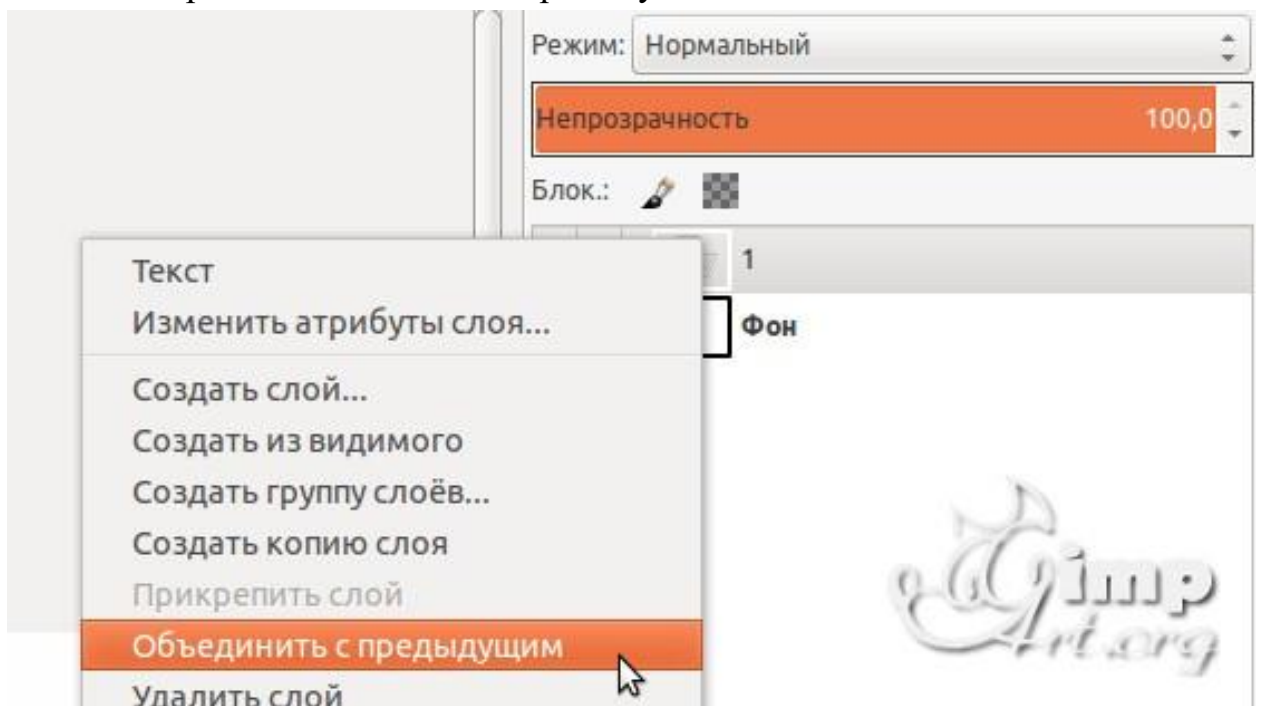 Режим: Нормальный
Непрозрачность 100,0
Блок.:
1
Фон
Текст
Изменить атрибуты слоя...
Создать слой...
Создать из видимого
Создать группу слоёв...
Создать копию слоя
Прикрепить слой
Объединить с предыдущим
Удалить слой
Gimp
Art.org